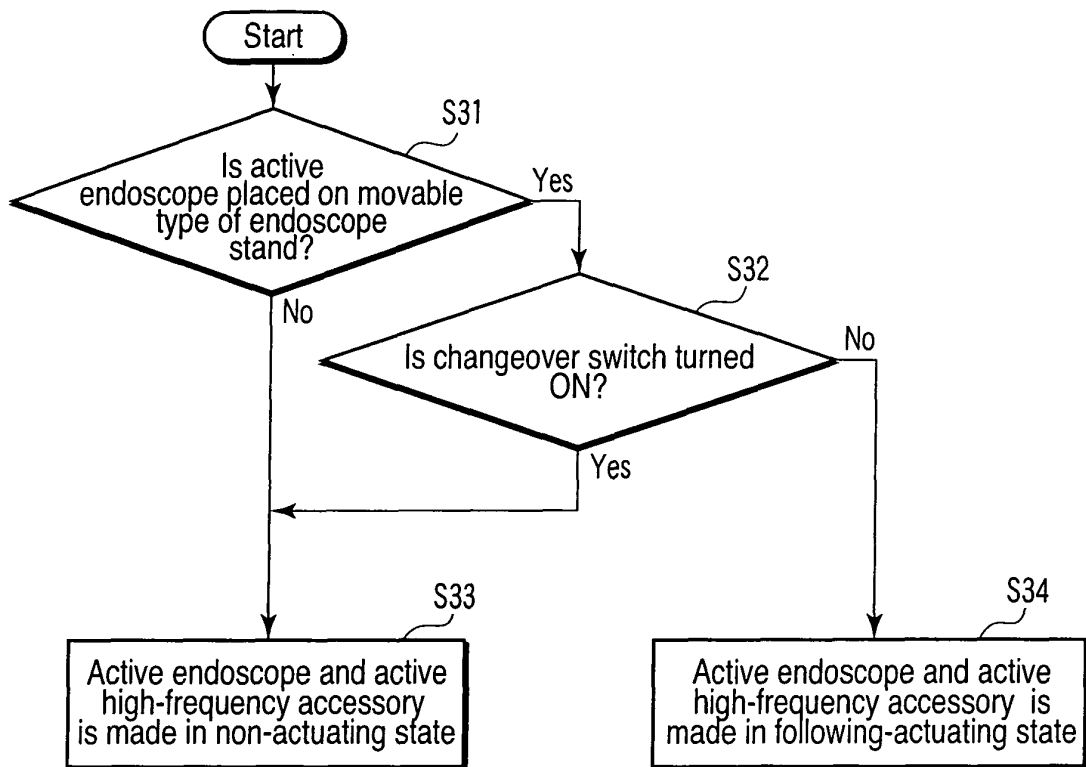 Start
S31
Is active
endoscope placed on movable
type of endoscope
stand?
Yes
No
S32
Is changeover switch turned
ON?
No
Yes
S33
Active endoscope and active
high-frequency accessory
is made in non-actuating state
S34
Active endoscope and active
high-frequency accessory is
made in following-actuating state